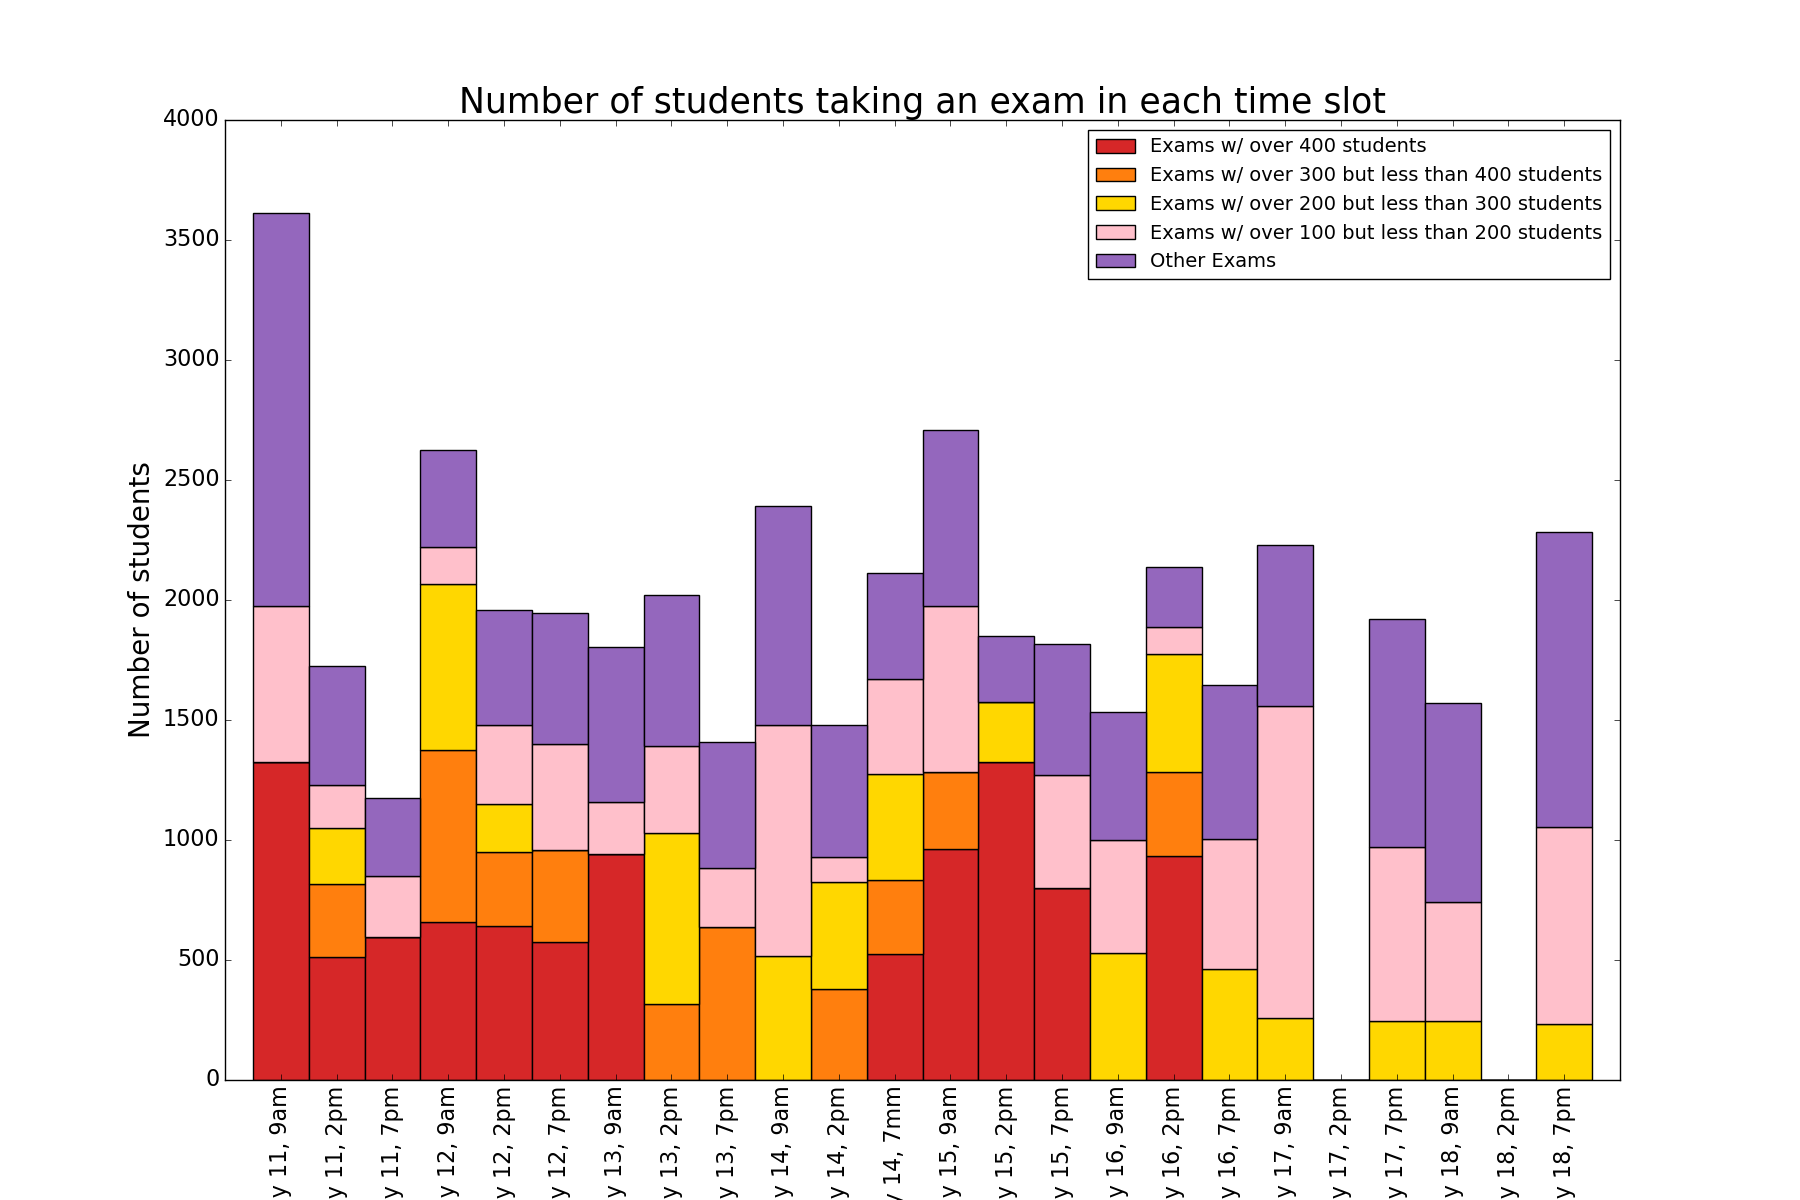 Number of students taking an exam in each time slot
Exams w/ over 400 students
Exams w/ over 300 but less than 400 students
Exams w/ over 200 but less than 300 students
Exams w/ over 100 but less than 200 students
Other Exams
Number of students
4000
3500
3000
2500
2000
1500
1000
500
0
y 11, 9am
y 11, 2pm
y 11, 7pm
y 12, 9am
y 12, 2pm
y 12, 7pm
y 13, 9am
y 13, 2pm
y 13, 7pm
y 14, 9am
y 14, 2pm
y 14, 7mm
y 15, 9am
y 15, 2pm
y 15, 7pm
y 16, 9am
y 16, 2pm
y 16, 7pm
y 17, 9am
y 17, 2pm
y 17, 7pm
y 18, 9am
y 18, 2pm
y 18, 7pm